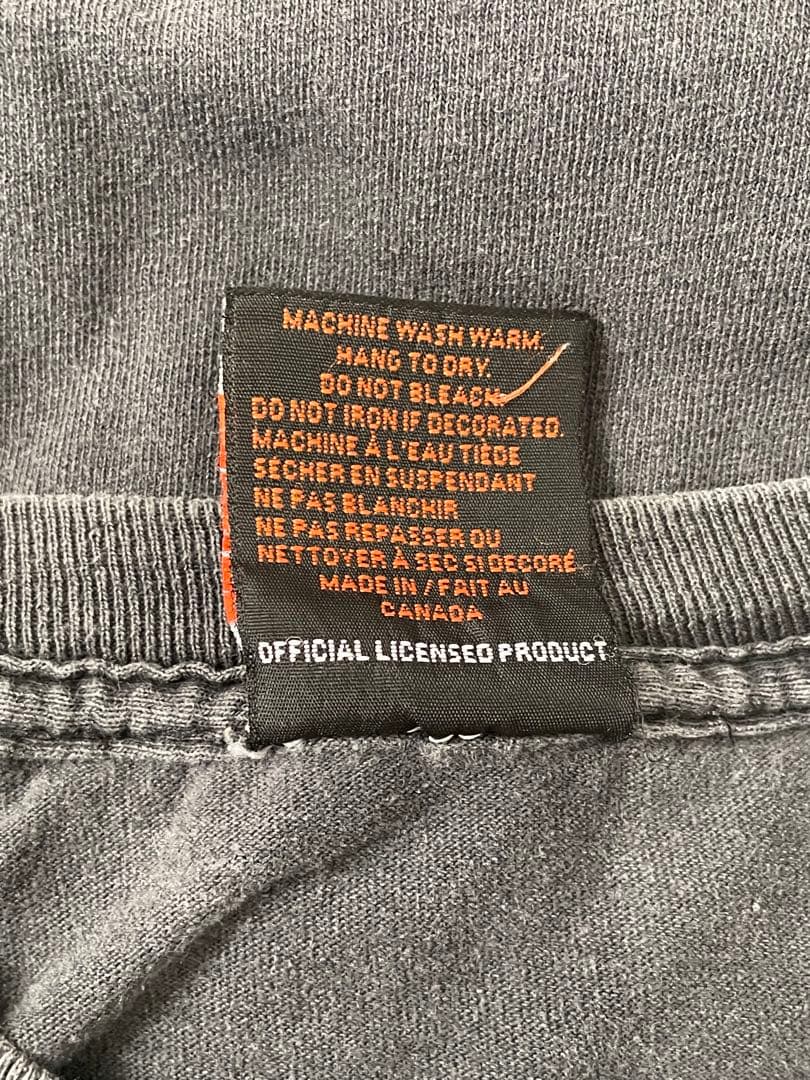 MACHINE WASH WARM.
HANG TO DRY.
DO NOT BLEACH.
DO NOT IRON IF DECORATED.
MACHINE À L'EAU TIÈDE
SÉCHER EN SUSPENDANT
NE PAS BLANCHIR
NE PAS REPASSER OU
NETTOYER À SEC SI DECORÉ
MADE IN / FAIT AU
CANADA
OFFICIAL LICENSED PRODUCT